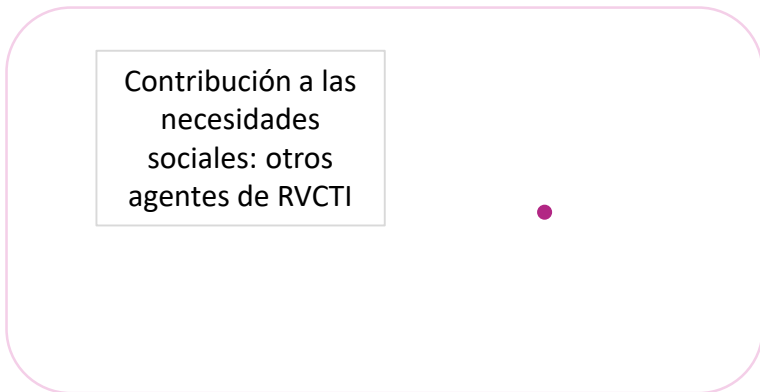 Contribución a las
necesidades
sociales: otros
agentes de RVCTI